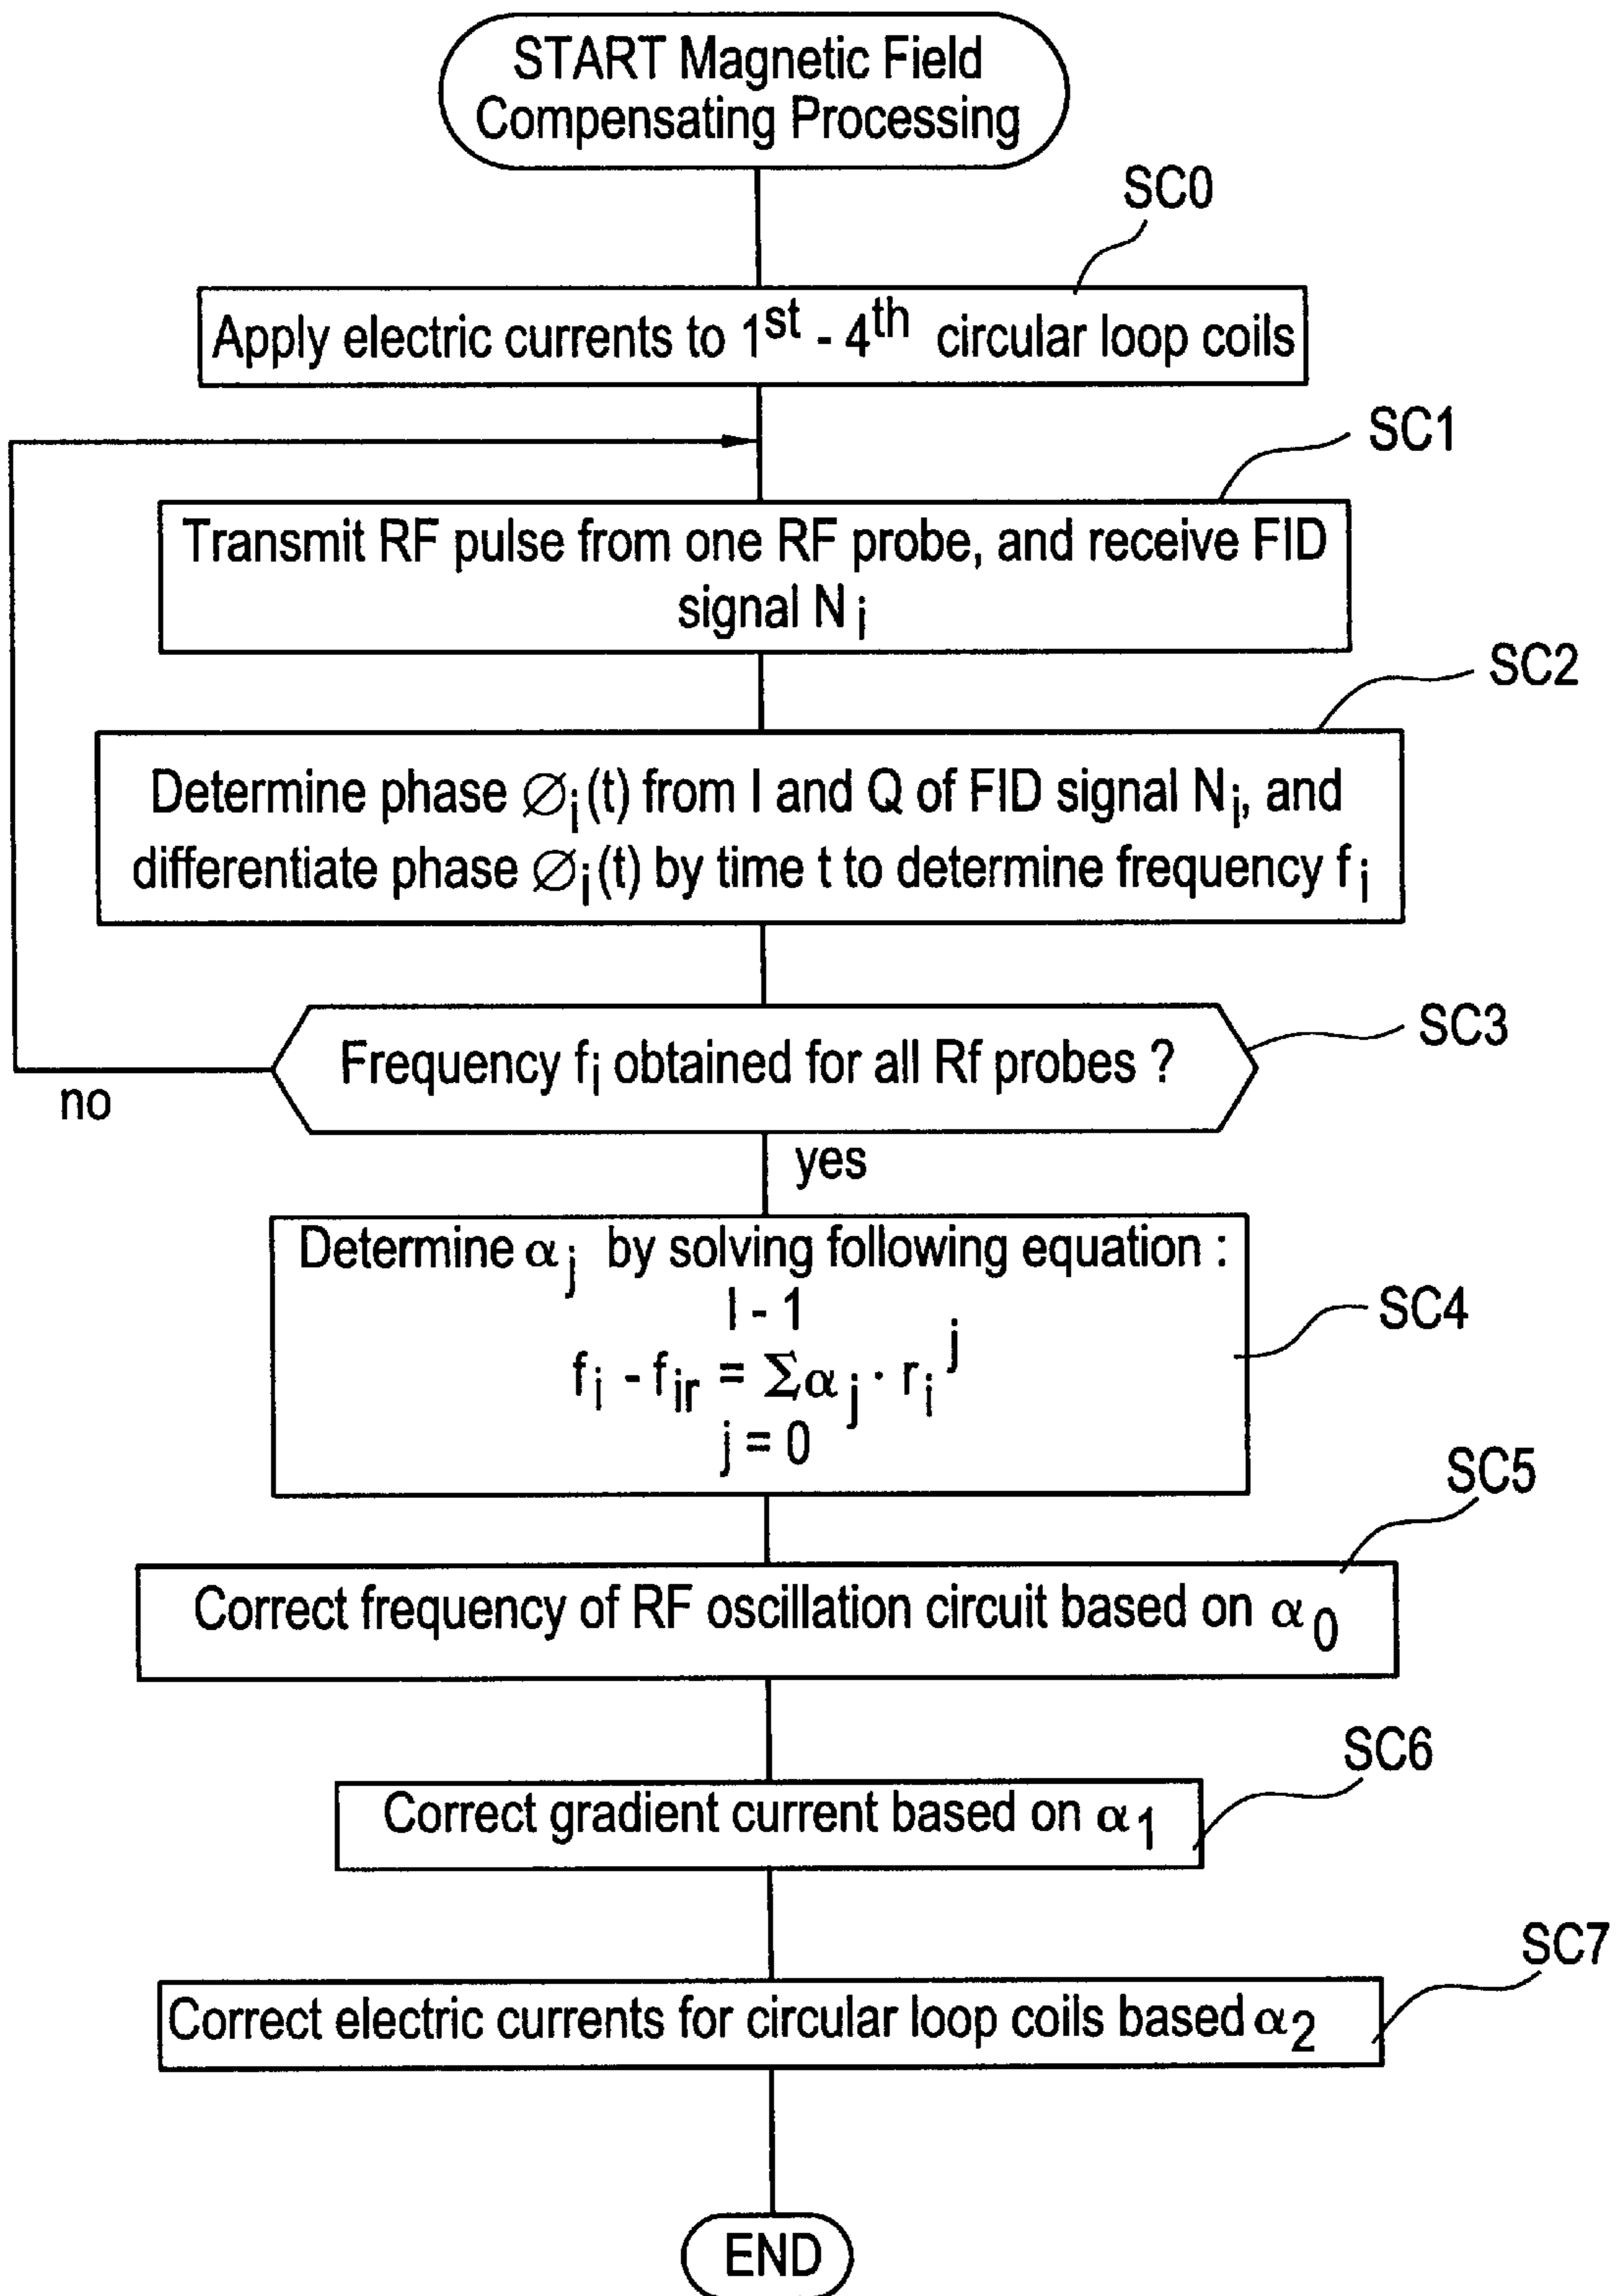 START Magnetic Field
Compensating Processing
SC0
Apply electric currents to 1st - 4th circular loop coils
SC1
Transmit RF pulse from one RF probe, and receive FID
signal N i
SC2
Determine phase ∅i(t) from I and Q of FID signal Ni, and
differentiate phase ∅i(t) by time t to determine frequency f i
SC3
Frequency fi obtained for all Rf probes ?
no
yes
Determine α j by solving following equation :
I - 1
fi - fir = Σα j · ri j
j = 0
SC4
SC5
Correct frequency of RF oscillation circuit based on α0
SC6
Correct gradient current based on α1
SC7
Correct electric currents for circular loop coils based α2
END